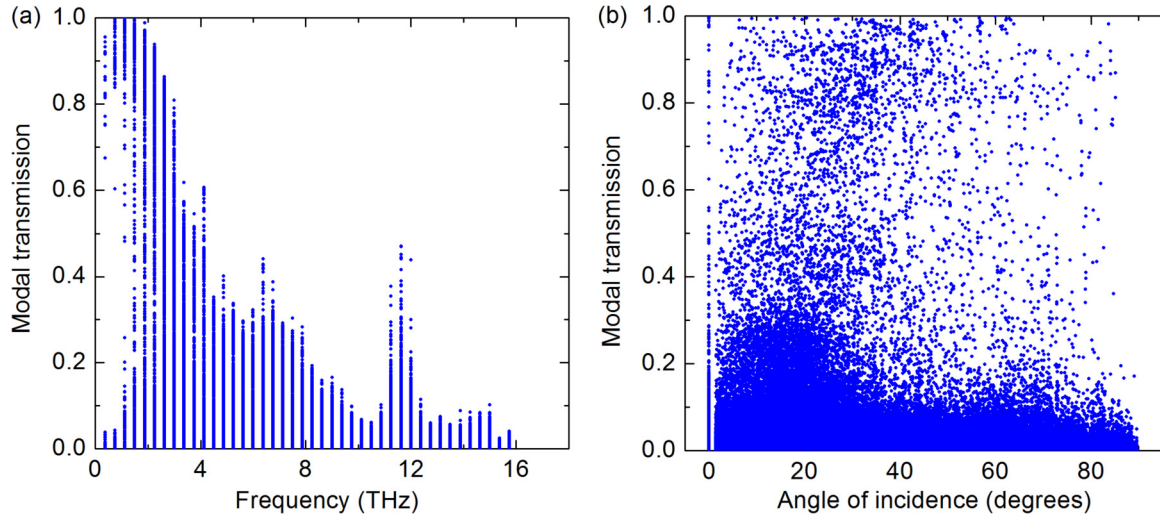 (a)
1.0
0.8
0.6
0.4
0.2
0.0
Modal transmission
0 4 8 12 16
Frequency (THz)
(b)
1.0
0.8
0.6
0.4
0.2
0.0
Modal transmission
0 20 40 60 80
Angle of incidence (degrees)